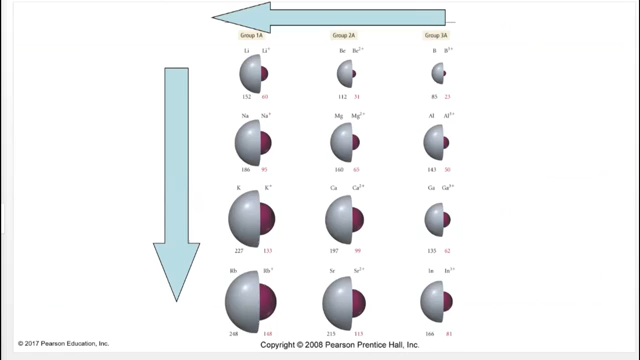 Group 1A Group 2A Group 3A
Li Li⁺ Be Be²⁺ B B³⁺
152 60 112 31 85 23
Na Na⁺ Mg Mg²⁺ Al Al³⁺
186 95 160 65 143 50
K K⁺ Ca Ca²⁺ Ga Ga³⁺
227 133 197 99 135 62
Rb Rb⁺ Sr Sr²⁺ In In³⁺
248 148 215 113 166 81
© 2017 Pearson Education, Inc.
Copyright © 2008 Pearson Prentice Hall, Inc.